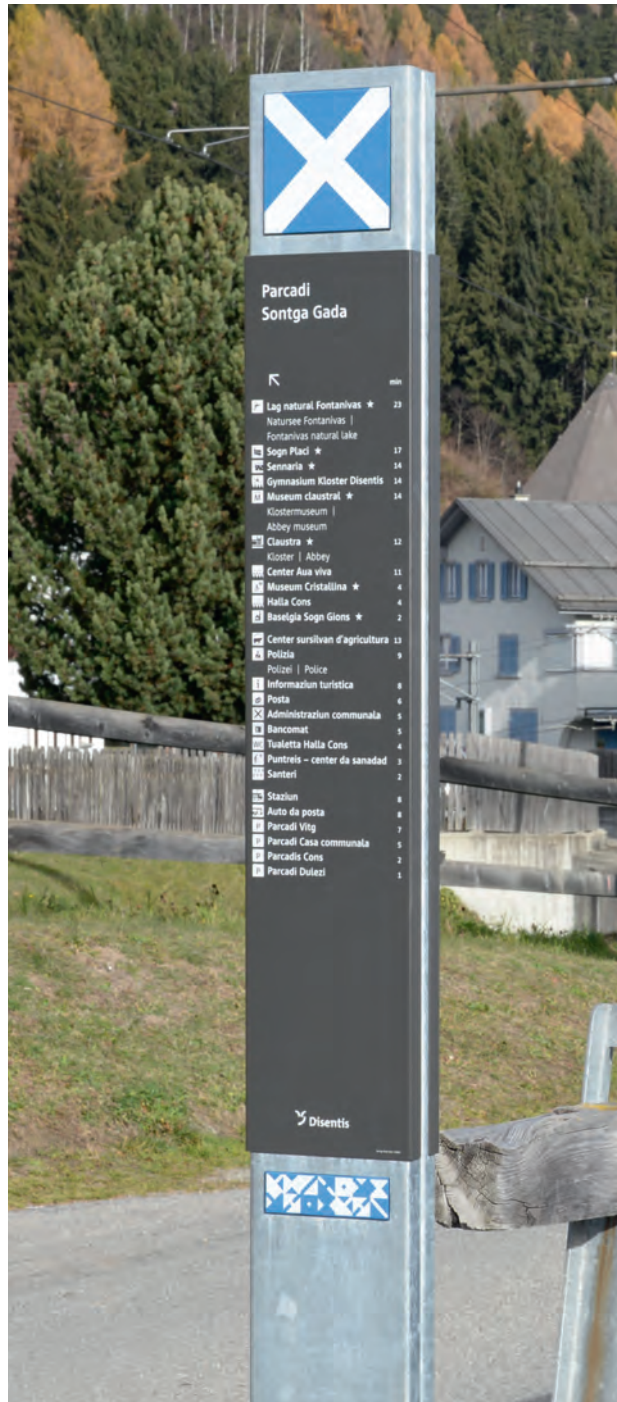 Parcadi
Sontga Gada
min
Lag natural Fontanivas ★ 23
Natursee Fontanivas |
Fontanivas natural lake
Sogn Placi ★ 17
Sennaria ★ 14
Gymnasium Kloster Disentis 14
M Museum claustral ★ 14
Klostermuseum |
Abbey museum
Claustra ★ 12
Kloster | Abbey
Center Aua viva 11
Museum Cristallina ★ 4
Halla Cons 4
Baselgia Sogn Gions ★ 2
Center sursilvan d'agricultura 13
Polizia 9
Polizei | Police
i Informaziun turistica 8
Posta 6
Administraziun communala 5
Bancomat 5
WC Tualetta Halla Cons 4
Puntreis – center da sanadad 3
Santeri 2
Staziun 8
Auto da posta 8
P Parcadi Vitg 7
P Parcadi Casa communala 5
P Parcadis Cons 2
P Parcadi Dulezi 1
Disentis